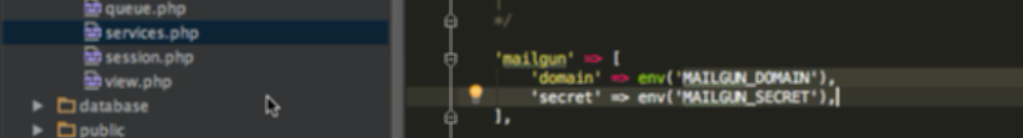 queue.php
services.php
session.php
view.php
database
public
*/
'mailgun' => [
'domain' => env('MAILGUN_DOMAIN'),
'secret' => env('MAILGUN_SECRET'),
],